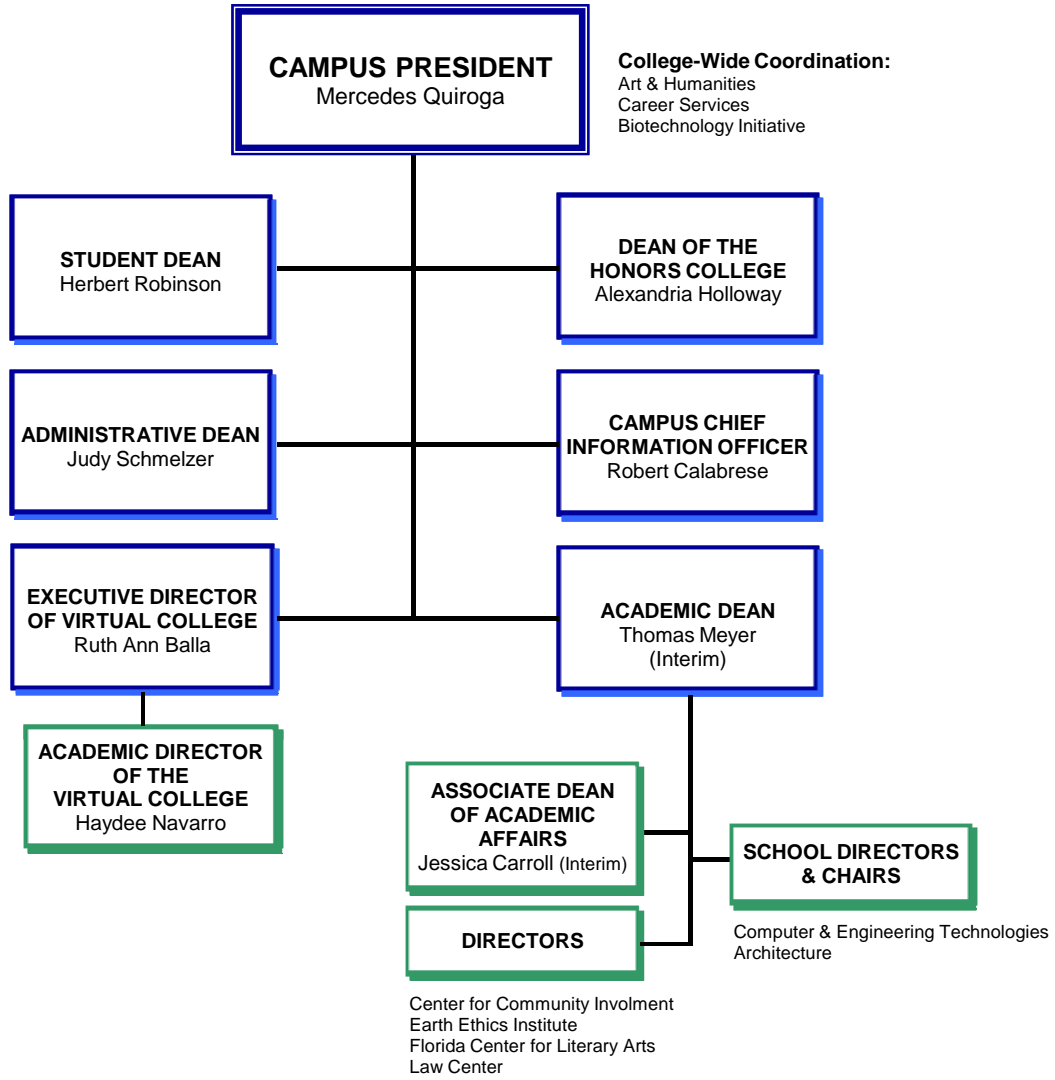 CAMPUS PRESIDENT
Mercedes Quiroga
College-Wide Coordination:
Art & Humanities
Career Services
Biotechnology Initiative
STUDENT DEAN
Herbert Robinson
DEAN OF THE
HONORS COLLEGE
Alexandria Holloway
ADMINISTRATIVE DEAN
Judy Schmelzer
CAMPUS CHIEF
INFORMATION OFFICER
Robert Calabrese
EXECUTIVE DIRECTOR
OF VIRTUAL COLLEGE
Ruth Ann Balla
ACADEMIC DEAN
Thomas Meyer
(Interim)
ACADEMIC DIRECTOR
OF THE
VIRTUAL COLLEGE
Haydee Navarro
ASSOCIATE DEAN
OF ACADEMIC
AFFAIRS
Jessica Carroll (Interim)
SCHOOL DIRECTORS
& CHAIRS
Computer & Engineering Technologies
Architecture
DIRECTORS
Center for Community Involment
Earth Ethics Institute
Florida Center for Literary Arts
Law Center